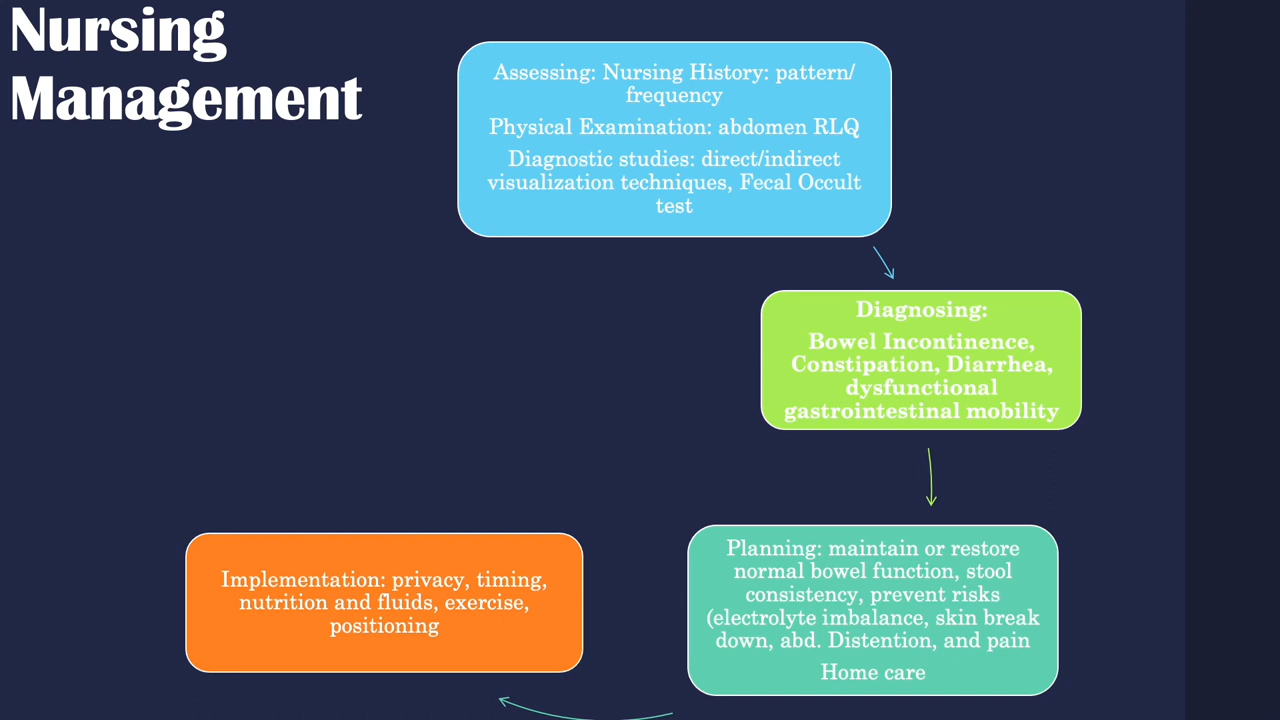 Nursing
Management
Assessing: Nursing History: pattern/
frequency
Physical Examination: abdomen RLQ
Diagnostic studies: direct/indirect
visualization techniques, Fecal Occult
test
Diagnosing:
Bowel Incontinence,
Constipation, Diarrhea,
dysfunctional
gastrointestinal mobility
Planning: maintain or restore
normal bowel function, stool
consistency, prevent risks
(electrolyte imbalance, skin break
down, abd. Distention, and pain
Home care
Implementation: privacy, timing,
nutrition and fluids, exercise,
positioning